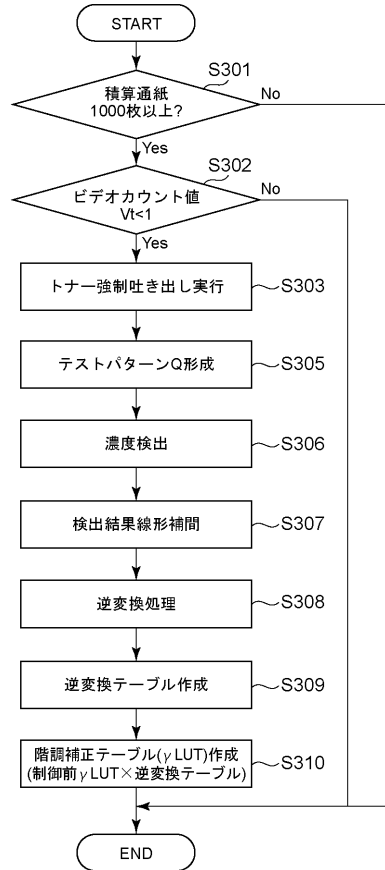 START
S301
積算通紙
1000枚以上?
No
Yes
S302
ビデオカウント値
Vt<1
No
Yes
トナー強制吐き出し実行
S303
テストパターンQ形成
S305
濃度検出
S306
検出結果線形補間
S307
逆変換処理
S308
逆変換テーブル作成
S309
階調補正テーブル(γLUT)作成
(制御前γLUT×逆変換テーブル)
S310
END